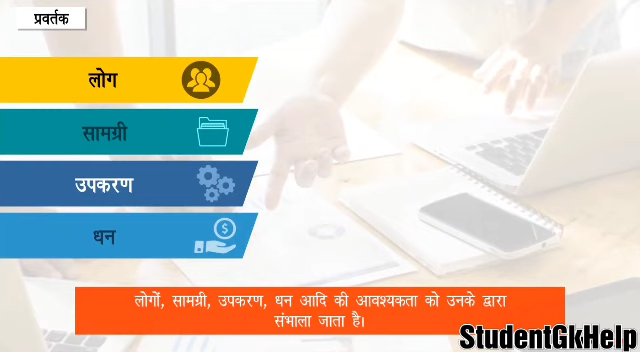 प्रवर्तक
लोग
सामग्री
उपकरण
धन
लोगों, सामग्री, उपकरण, धन आदि की आवश्यकता को उनके द्वारा
संभाला जाता है।
StudentGkHelp